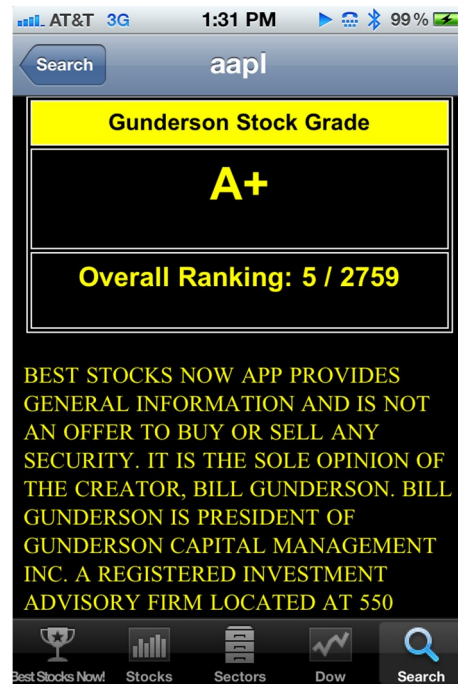 AT&T 3G 1:31 PM 99%
Search aapl
Gunderson Stock Grade
A+
Overall Ranking: 5 / 2759
BEST STOCKS NOW APP PROVIDES
GENERAL INFORMATION AND IS NOT
AN OFFER TO BUY OR SELL ANY
SECURITY. IT IS THE SOLE OPINION OF
THE CREATOR, BILL GUNDERSON. BILL
GUNDERSON IS PRESIDENT OF
GUNDERSON CAPITAL MANAGEMENT
INC. A REGISTERED INVESTMENT
ADVISORY FIRM LOCATED AT 550
Best Stocks Now! Stocks Sectors Dow Search